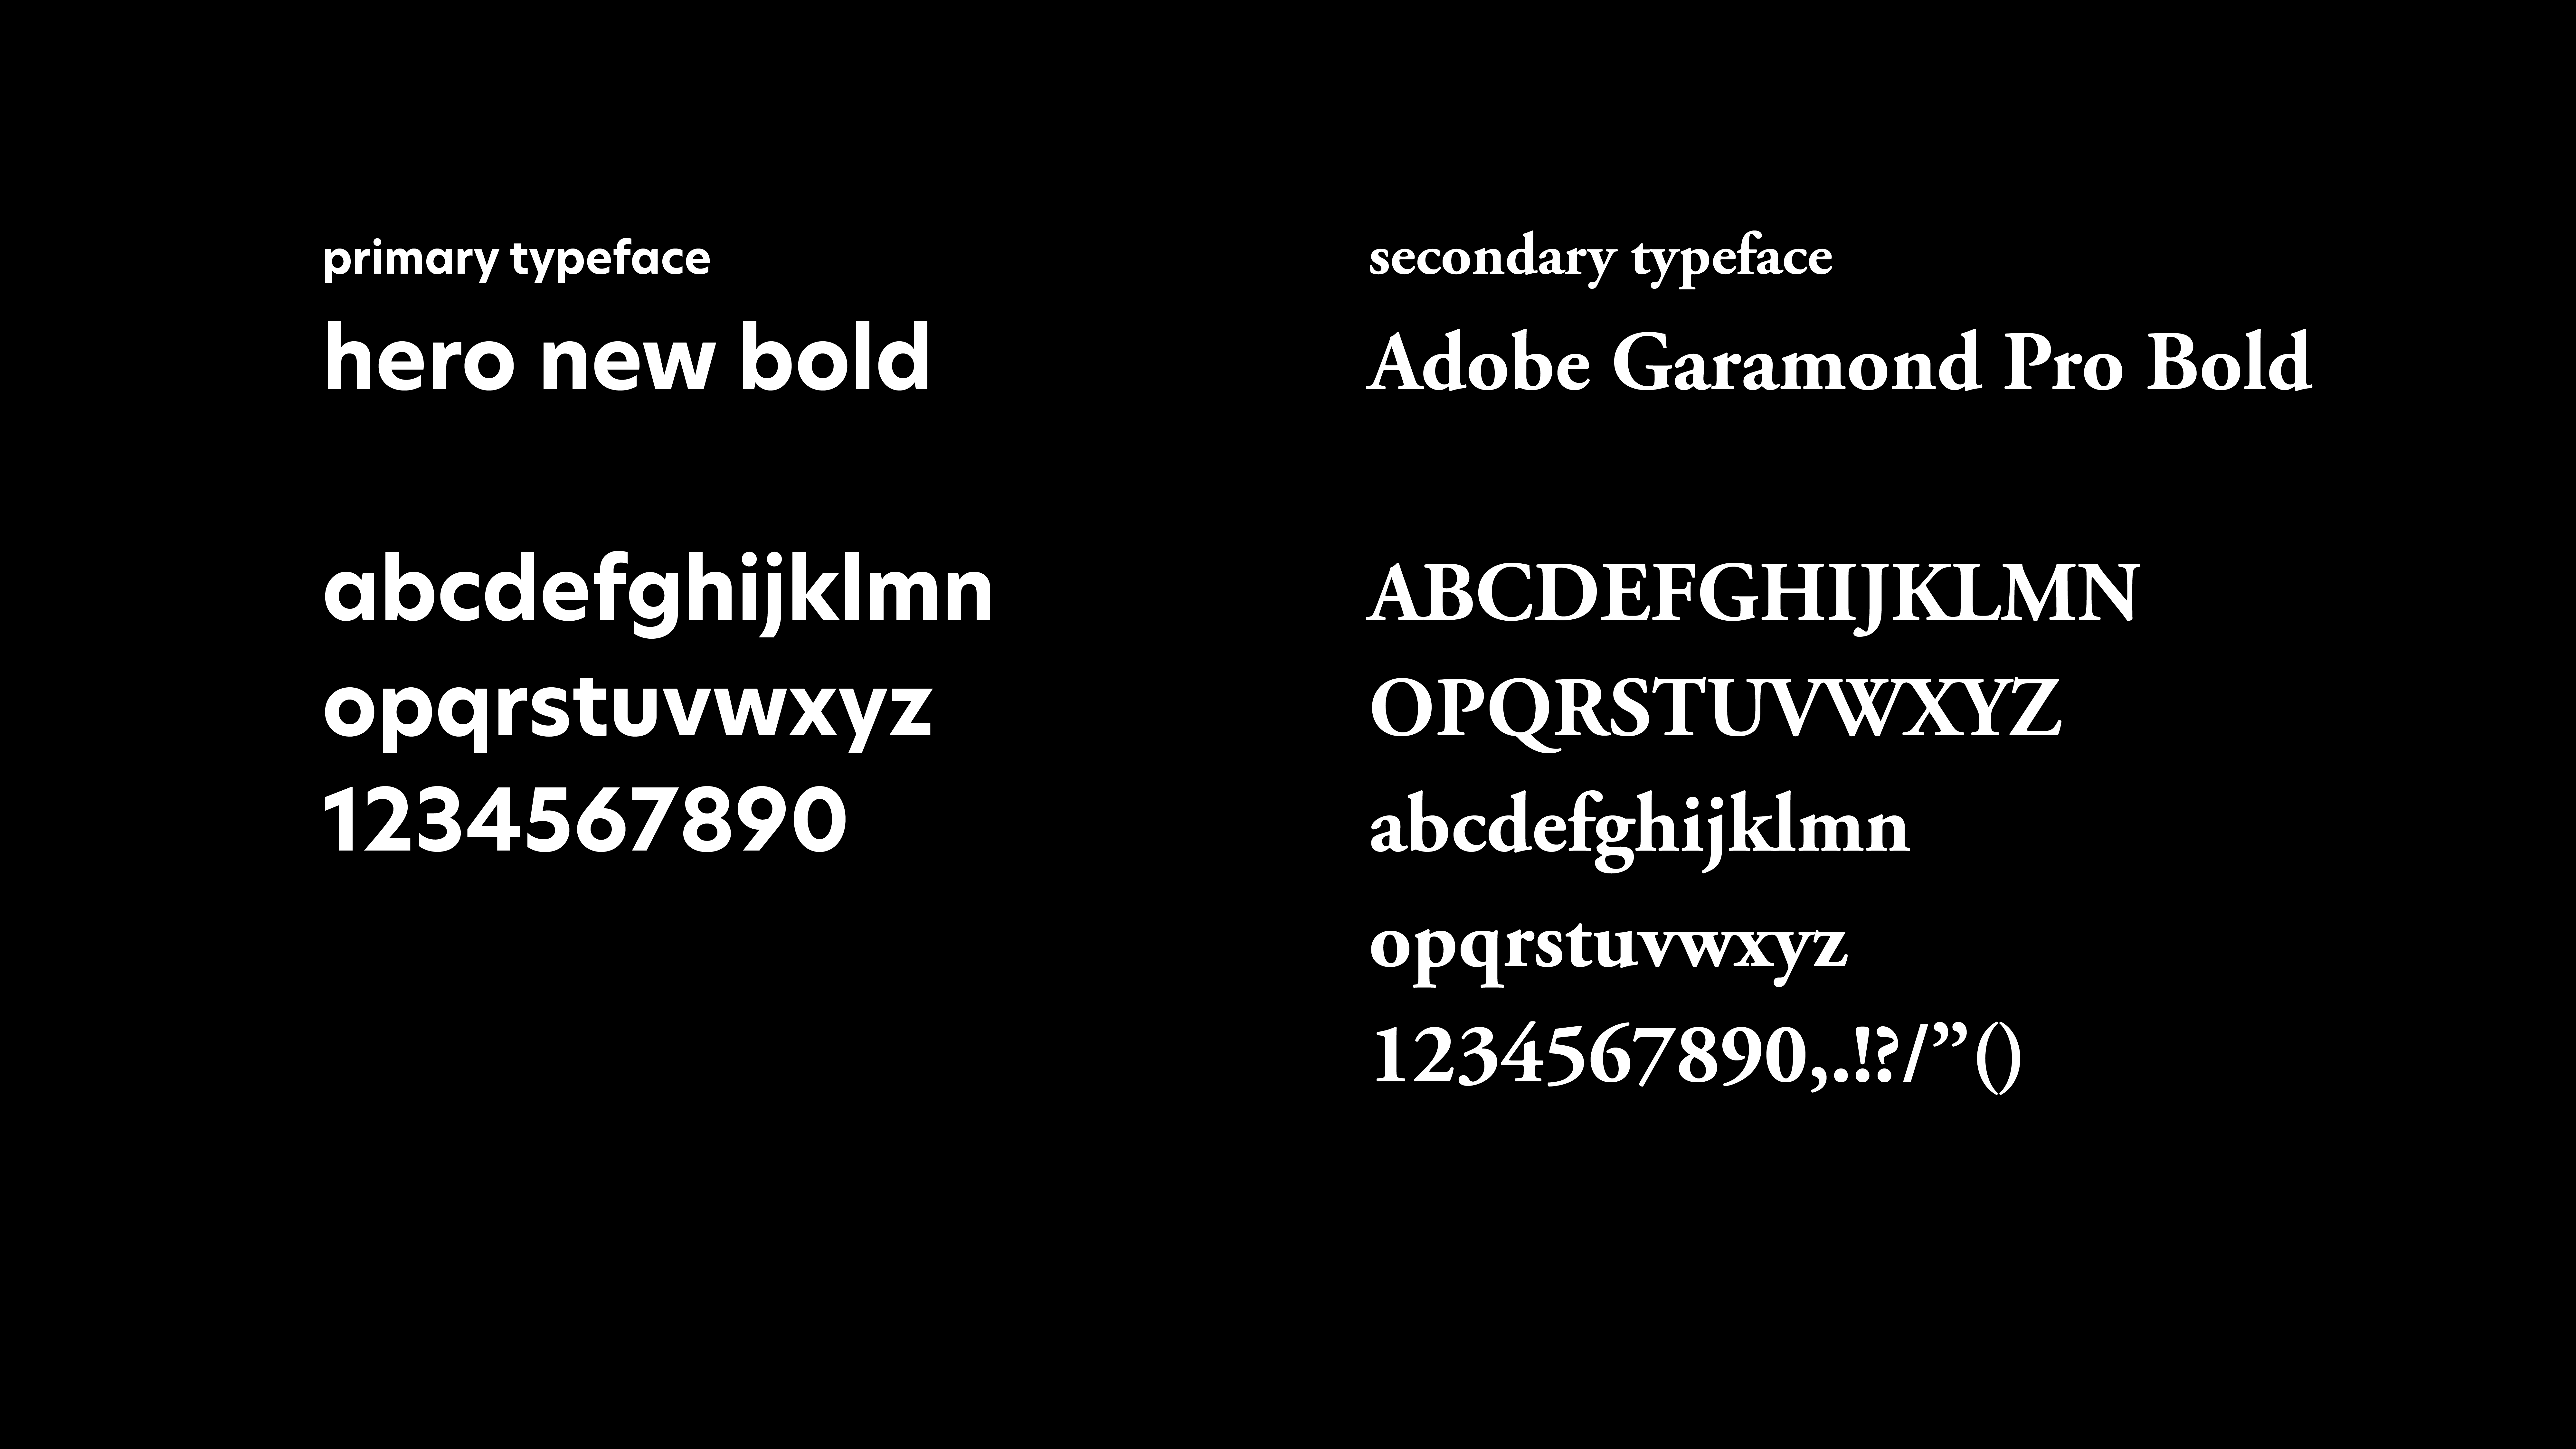 primary typeface
hero new bold
abcdefghijklmn
opqrstuvwxyz
1234567890
secondary typeface
Adobe Garamond Pro Bold
ABCDEFGHIJKLMN
OPQRSTUVWXYZ
abcdefghijklmn
opqrstuvwxyz
1234567890,.!?/”()